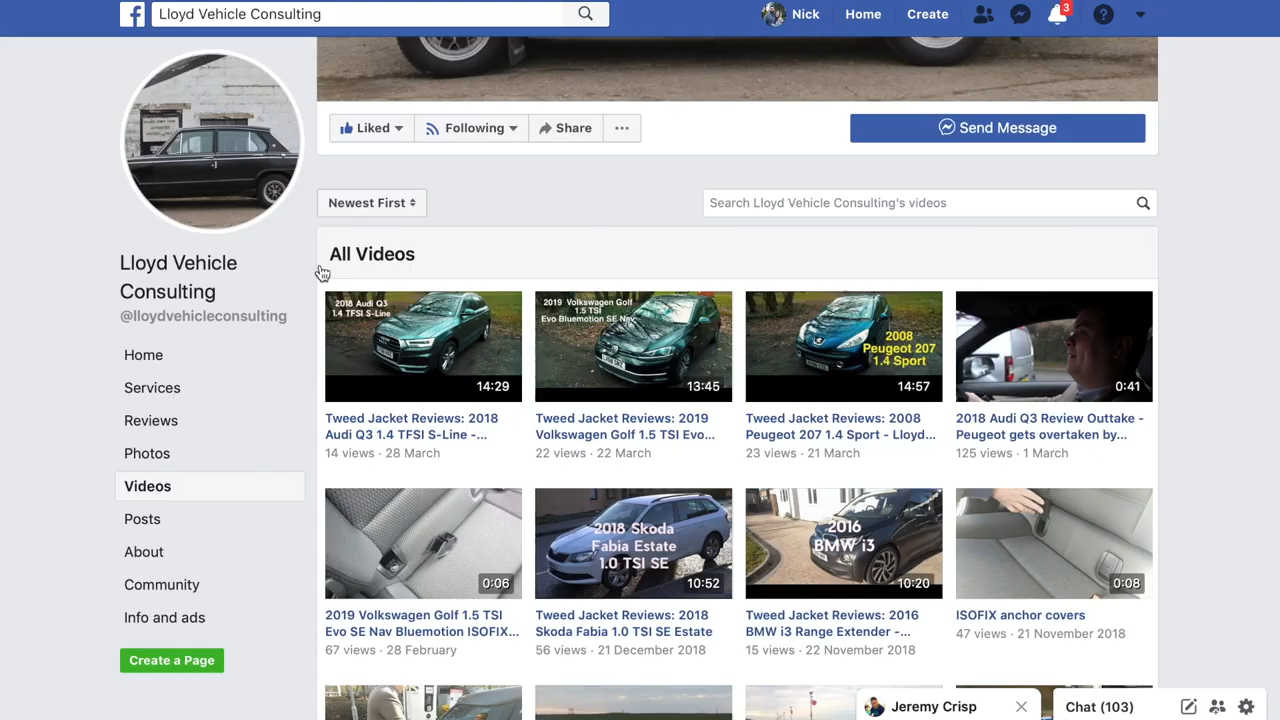 Lloyd Vehicle Consulting
Nick
Home
Create
3
Liked
Following
Share
Send Message
Newest First
Search Lloyd Vehicle Consulting's videos
Lloyd Vehicle
Consulting
@lloydvehicleconsulting
Home
Services
Reviews
Photos
Videos
Posts
About
Community
Info and ads
Create a Page
All Videos
2018 Audi Q3
1.4 TFSI S-Line
14:29
2019 Volkswagen Golf
1.5 TSI
Evo Bluemotion SE Nav
13:45
2008
Peugeot 207
1.4 Sport
14:57
0:41
Tweed Jacket Reviews: 2018
Audi Q3 1.4 TFSI S-Line -...
14 views · 28 March
Tweed Jacket Reviews: 2019
Volkswagen Golf 1.5 TSI Evo...
22 views · 22 March
Tweed Jacket Reviews: 2008
Peugeot 207 1.4 Sport - Lloyd...
23 views · 21 March
2018 Audi Q3 Review Outtake -
Peugeot gets overtaken by...
125 views · 1 March
0:06
2018 Skoda
Fabia Estate
1.0 TSI SE
10:52
2016
BMW i3
10:20
0:08
2019 Volkswagen Golf 1.5 TSI
Evo SE Nav Bluemotion ISOFIX...
67 views · 28 February
Tweed Jacket Reviews: 2018
Skoda Fabia 1.0 TSI SE Estate
56 views · 21 December 2018
Tweed Jacket Reviews: 2016
BMW i3 Range Extender -...
15 views · 22 November 2018
ISOFIX anchor covers
47 views · 21 November 2018
Jeremy Crisp
Chat (103)